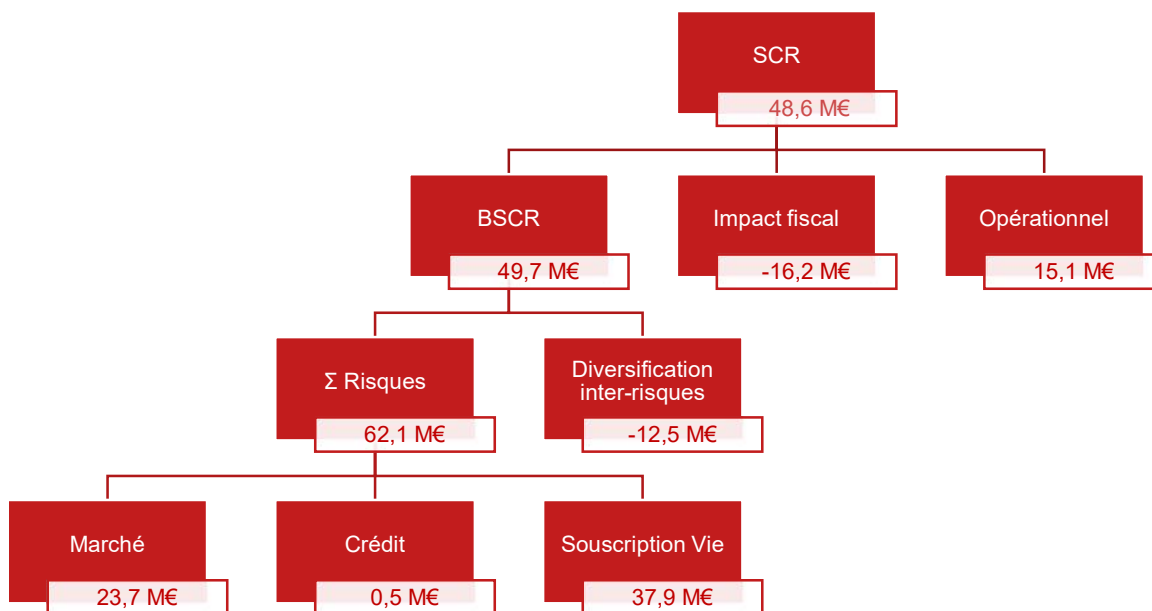 SCR
48,6 M€
BSCR
49,7 M€
Impact fiscal
-16,2 M€
Opérationnel
15,1 M€
Σ Risques
62,1 M€
Diversification
inter-risques
-12,5 M€
Marché
23,7 M€
Crédit
0,5 M€
Souscription Vie
37,9 M€